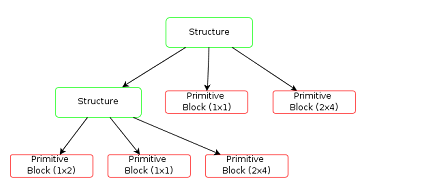 Structure
Structure
Primitive
Block (1x1)
Primitive
Block (2x4)
Primitive
Block (1x2)
Primitive
Block (1x1)
Primitive
Block (2x4)